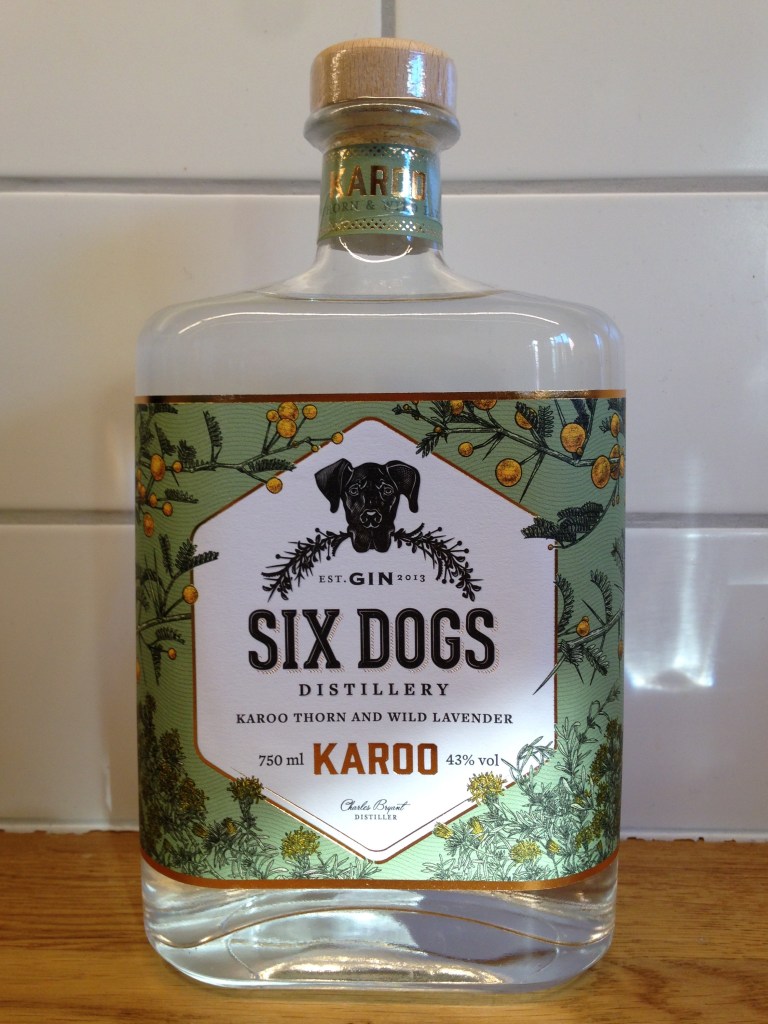 KAROO
EST. GIN 2013
SIX DOGS
DISTILLERY
KAROO THORN AND WILD LAVENDER
750 ml KAROO 43% vol
Charles Bryant
DISTILLER